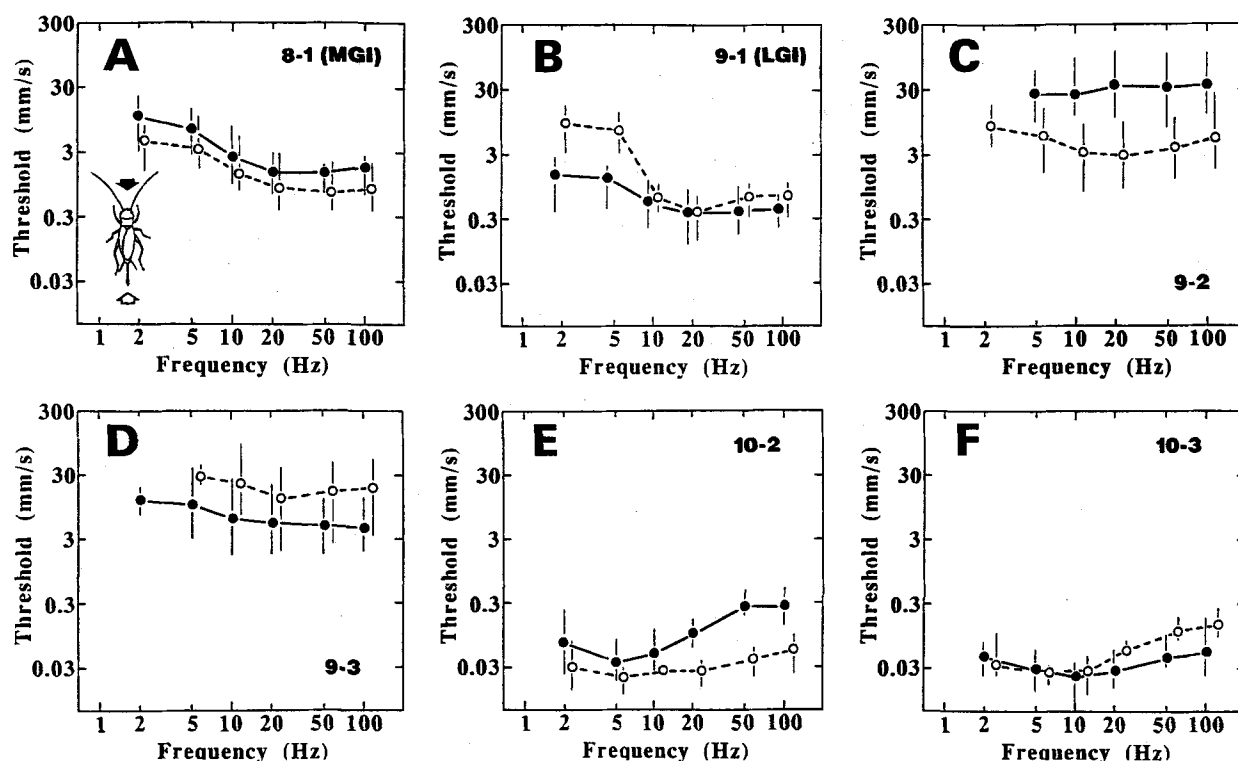 A
8-1 (MGI)
Threshold (mm/s)
300
30
3
0.3
0.03
1 2 5 10 20 50 100
Frequency (Hz)
B
9-1 (LGI)
Threshold (mm/s)
300
30
3
0.3
0.03
1 2 5 10 20 50 100
Frequency (Hz)
C
Threshold (mm/s)
300
30
3
0.3
0.03
9-2
1 2 5 10 20 50 100
Frequency (Hz)
D
Threshold (mm/s)
300
30
3
0.3
0.03
9-3
1 2 5 10 20 50 100
Frequency (Hz)
E
10-2
Threshold (mm/s)
300
30
3
0.3
0.03
1 2 5 10 20 50 100
Frequency (Hz)
F
10-3
Threshold (mm/s)
300
30
3
0.3
0.03
1 2 5 10 20 50 100
Frequency (Hz)